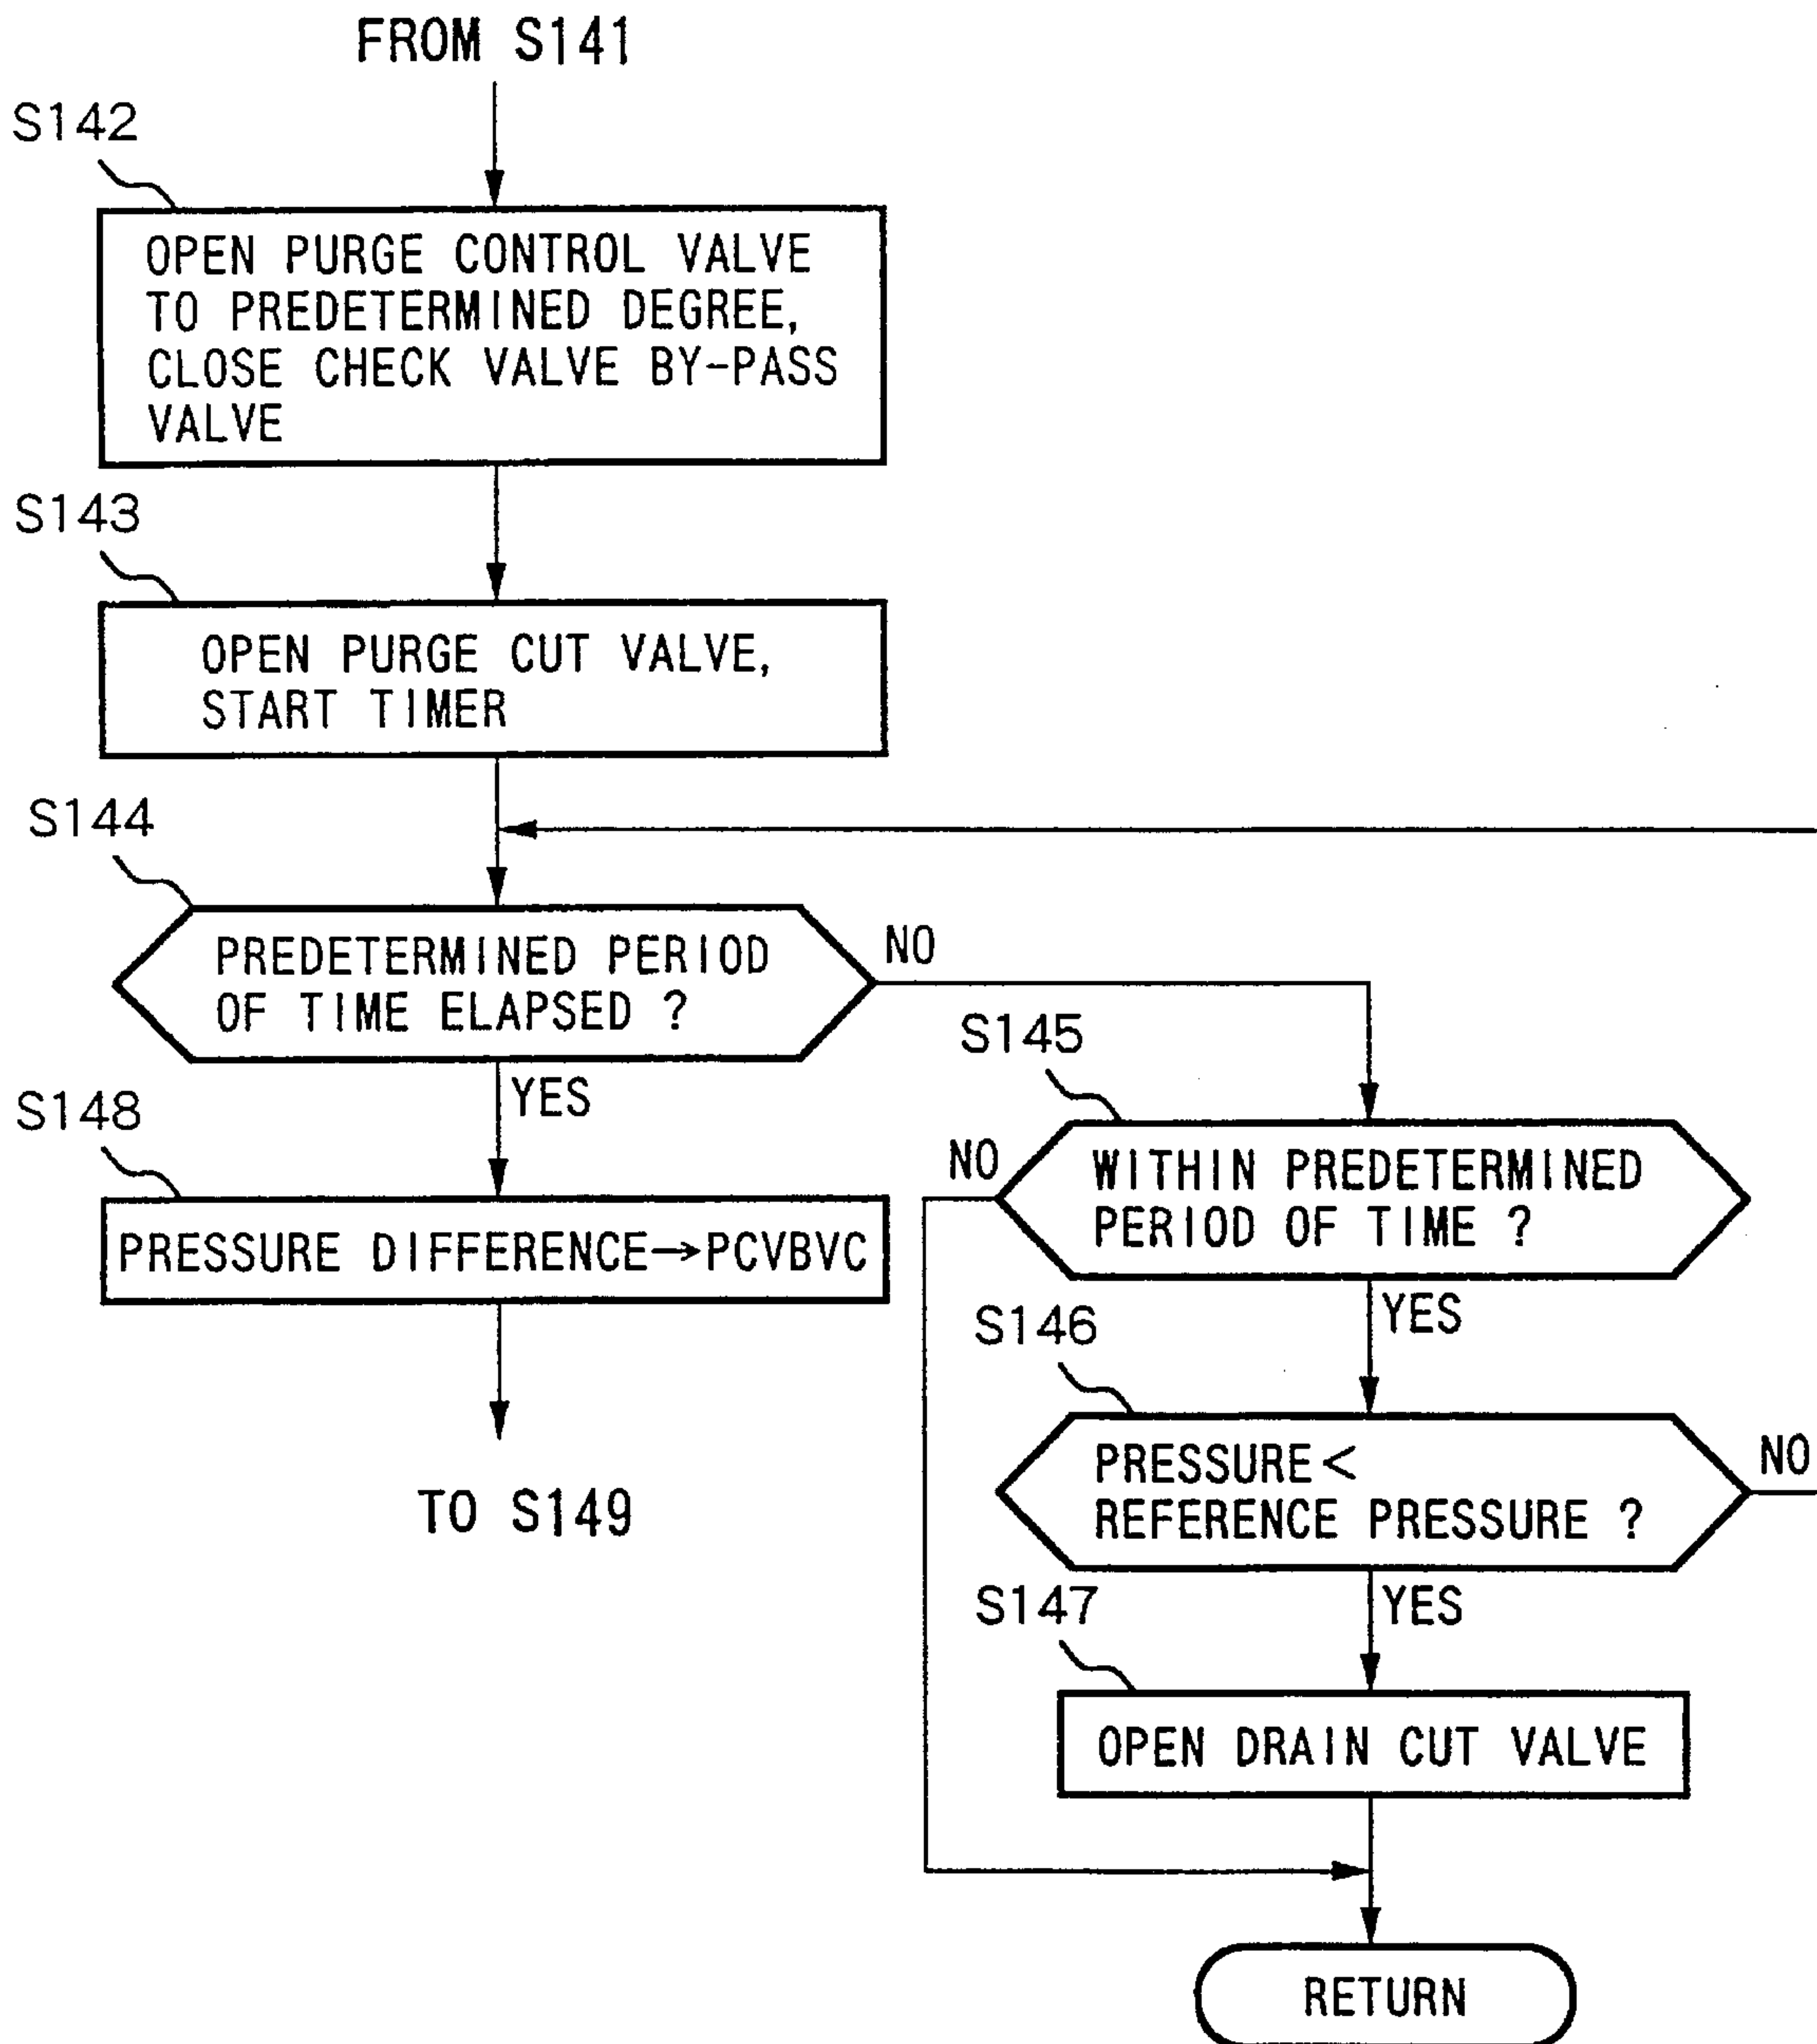 FROM S141
S142
OPEN PURGE CONTROL VALVE
TO PREDETERMINED DEGREE,
CLOSE CHECK VALVE BY-PASS
VALVE
S143
OPEN PURGE CUT VALVE,
START TIMER
S144
PREDETERMINED PERIOD
OF TIME ELAPSED ?
NO
YES
S145
WITHIN PREDETERMINED
PERIOD OF TIME ?
NO
YES
S148
PRESSURE DIFFERENCE→PCVBVC
TO S149
S146
PRESSURE<
REFERENCE PRESSURE ?
NO
YES
S147
OPEN DRAIN CUT VALVE
RETURN